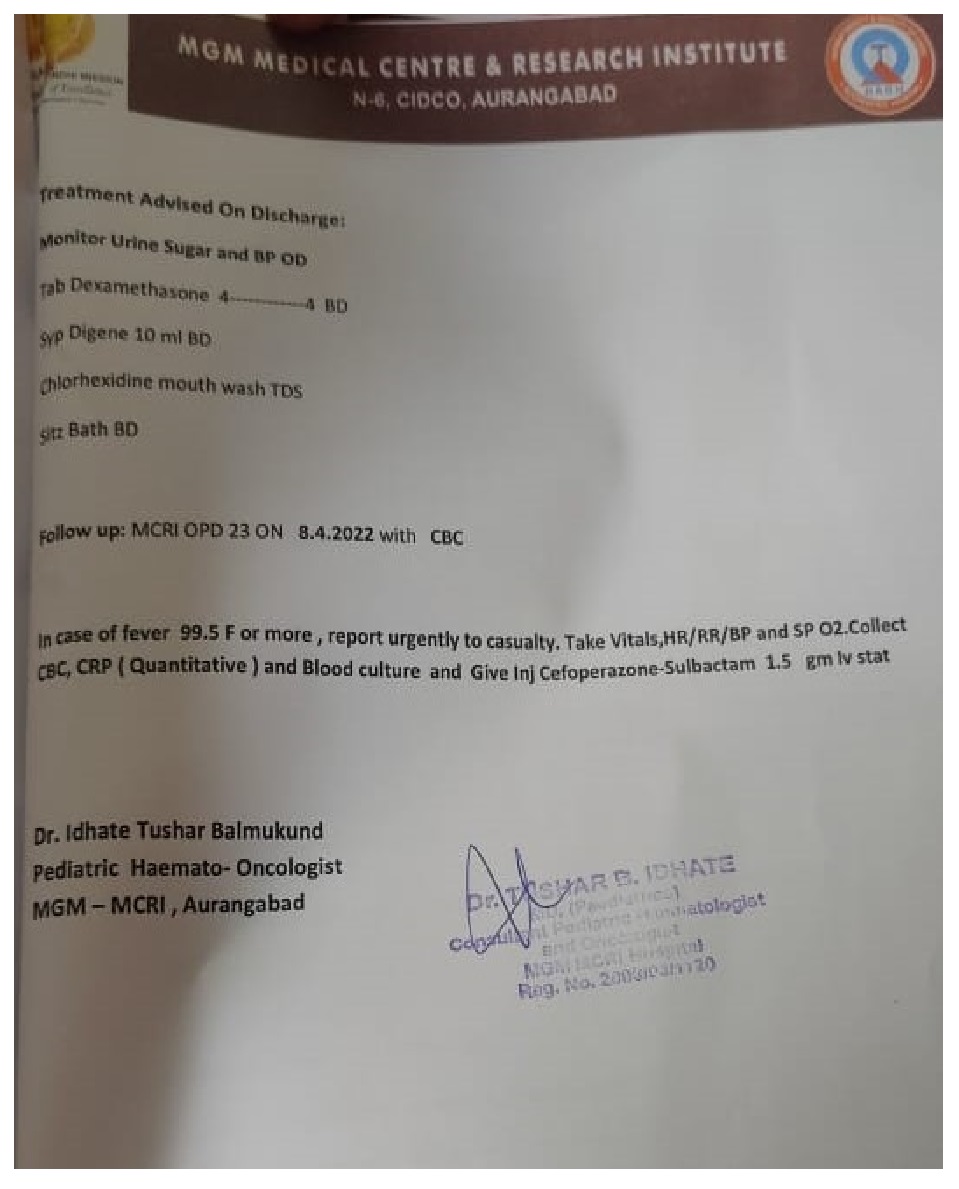 MGM MEDICAL CENTRE & RESEARCH INSTITUTE
N-6, CIDCO, AURANGABAD
Treatment Advised On Discharge:
Monitor Urine Sugar and BP OD
Tab Dexamethasone 4-------------4 BD
Syp Digene 10 ml BD
Chlorhexidine mouth wash TDS
Sitz Bath BD
Follow up: MCRI OPD 23 ON 8.4.2022 with CBC
In case of fever 99.5 F or more , report urgently to casualty. Take Vitals,HR/RR/BP and SP O2.Collect
CBC, CRP ( Quantitative ) and Blood culture and Give Inj Cefoperazone-Sulbactam 1.5 gm Iv stat
Dr. Idhate Tushar Balmukund
Pediatric Haemato- Oncologist
MGM – MCRI , Aurangabad
Dr. TUSHAR B. IDHATE
Consultant Pediatric
and Oncologist
MGM MCRI Hospital
Reg. No.